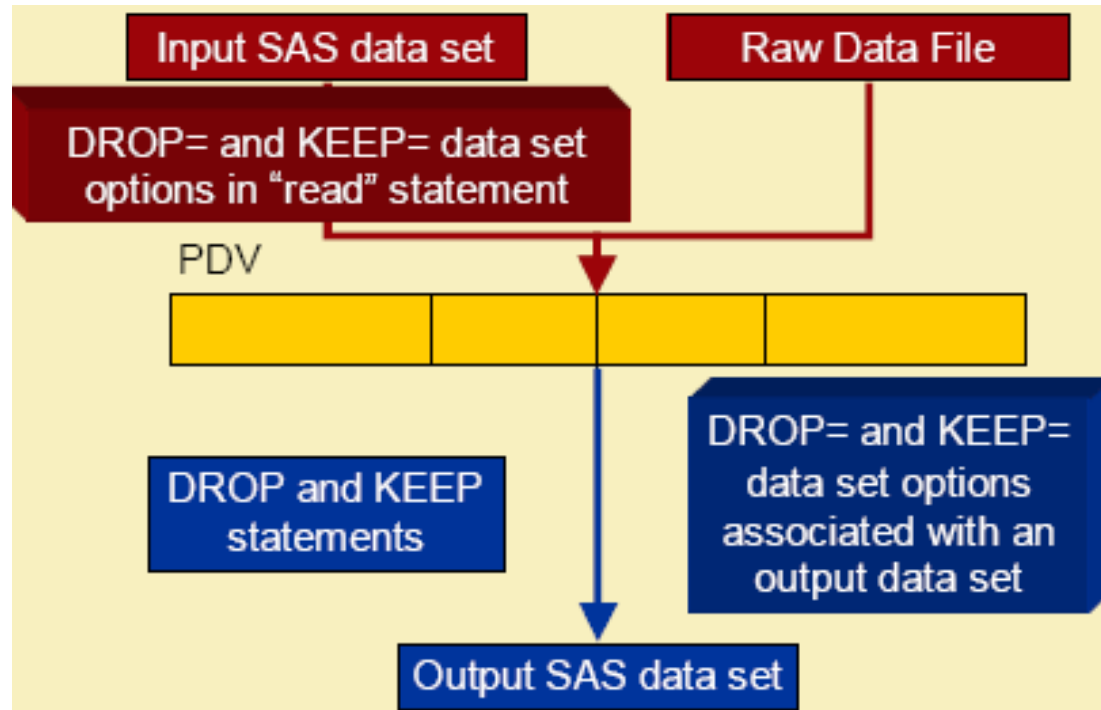 Input SAS data set
Raw Data File
DROP= and KEEP= data set
options in “read” statement
PDV
DROP and KEEP
statements
DROP= and KEEP=
data set options
associated with an
output data set
Output SAS data set